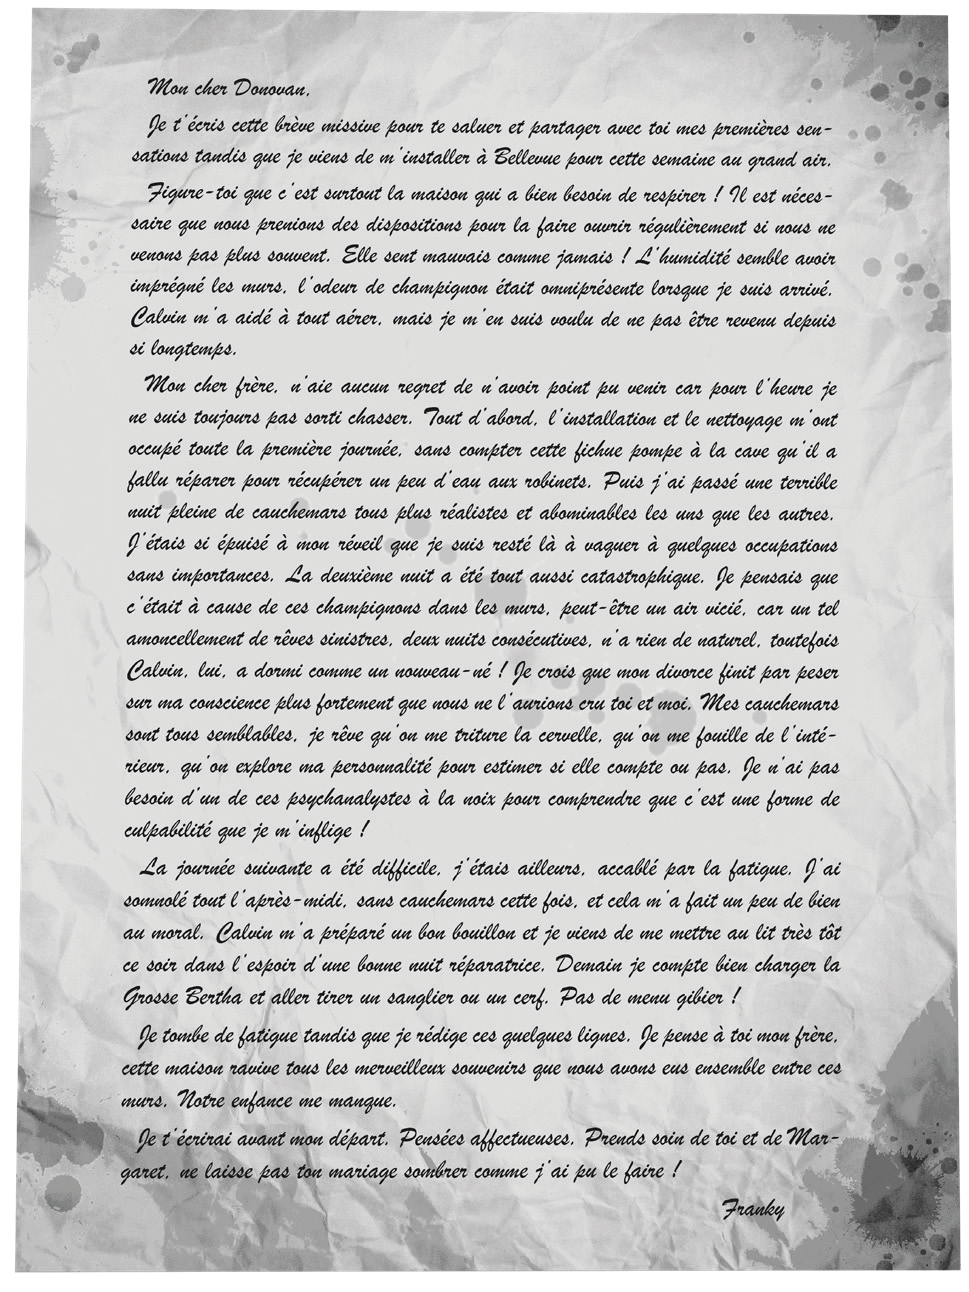 Mon cher Donovan,
Je t'écris cette brève missive pour te saluer et partager avec toi mes premières sen-
sations tandis que je viens de m'installer à Bellevue pour cette semaine au grand air.
Figure-toi que c'est surtout la maison qui a bien besoin de respirer ! Il est néces-
saire que nous prenions des dispositions pour la faire ouvrir régulièrement si nous ne
venons pas plus souvent. Elle sent mauvais comme jamais ! L'humidité semble avoir
imprégné les murs, l'odeur de champignon était omniprésente lorsque je suis arrivé.
Calvin m'a aidé à tout aérer, mais je m'en suis voulu de ne pas être revenu depuis
si longtemps.
Mon cher frère, n'aie aucun regret de n'avoir point pu venir car pour l'heure je
ne suis toujours pas sorti chasser. Tout d'abord, l'installation et le nettoyage m'ont
occupé toute la première journée, sans compter cette fichue pompe à la cave qu'il a
fallu réparer pour récupérer un peu d'eau aux robinets. Puis j'ai passé une terrible
nuit pleine de cauchemars tous plus réalistes et abominables les uns que les autres.
J'étais si épuisé à mon réveil que je suis resté là à vaquer à quelques occupations
sans importances. La deuxième nuit a été tout aussi catastrophique. Je pensais que
c'était à cause de ces champignons dans les murs, peut-être un air vicié, car un tel
amoncellement de rêves sinistres, deux nuits consécutives, n'a rien de naturel, toutefois
Calvin, lui, a dormi comme un nouveau-né ! Je crois que mon divorce finit par peser
sur ma conscience plus fortement que nous ne l'aurions cru toi et moi. Mes cauchemars
sont tous semblables, je rêve qu'on me triture la cervelle, qu'on me fouille de l'inté-
rieur, qu'on explore ma personnalité pour estimer si elle compte ou pas. Je n'ai pas
besoin d'un de ces psychanalystes à la noix pour comprendre que c'est une forme de
culpabilité que je m'inflige !
La journée suivante a été difficile, j'étais ailleurs, accablé par la fatigue. J'ai
somnolé tout l'après-midi, sans cauchemars cette fois, et cela m'a fait un peu de bien
au moral. Calvin m'a préparé un bon bouillon et je viens de me mettre au lit très tôt
ce soir dans l'espoir d'une bonne nuit réparatrice. Demain je compte bien charger la
Grosse Bertha et aller tirer un sanglier ou un cerf. Pas de menu gibier !
Je tombe de fatigue tandis que je rédige ces quelques lignes. Je pense à toi mon frère,
cette maison ravive tous les merveilleux souvenirs que nous avons eus ensemble entre ces
murs. Notre enfance me manque.
Je t'écrirai avant mon départ. Pensées affectueuses. Prends soin de toi et de Mar-
garet, ne laisse pas ton mariage sombrer comme j'ai pu le faire !
Franky